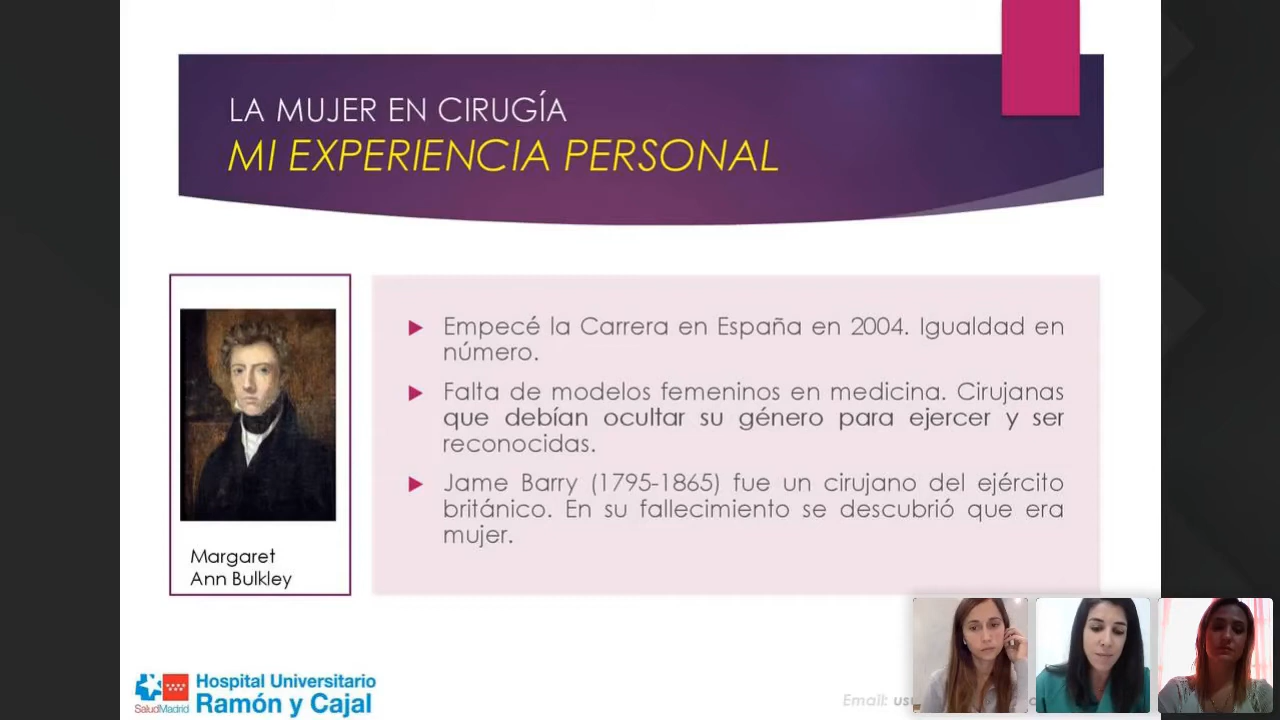 LA MUJER EN CIRUGÍA
MI EXPERIENCIA PERSONAL
Empecé la Carrera en España en 2004. Igualdad en
número.
Falta de modelos femeninos en medicina. Cirujanas
que debían ocultar su género para ejercer y ser
reconocidas.
Jame Barry (1795-1865) fue un cirujano del ejército
británico. En su fallecimiento se descubrió que era
mujer.
Margaret
Ann Bulkley
Hospital Universitario
Ramón y Cajal
SaludMadrid
Email: